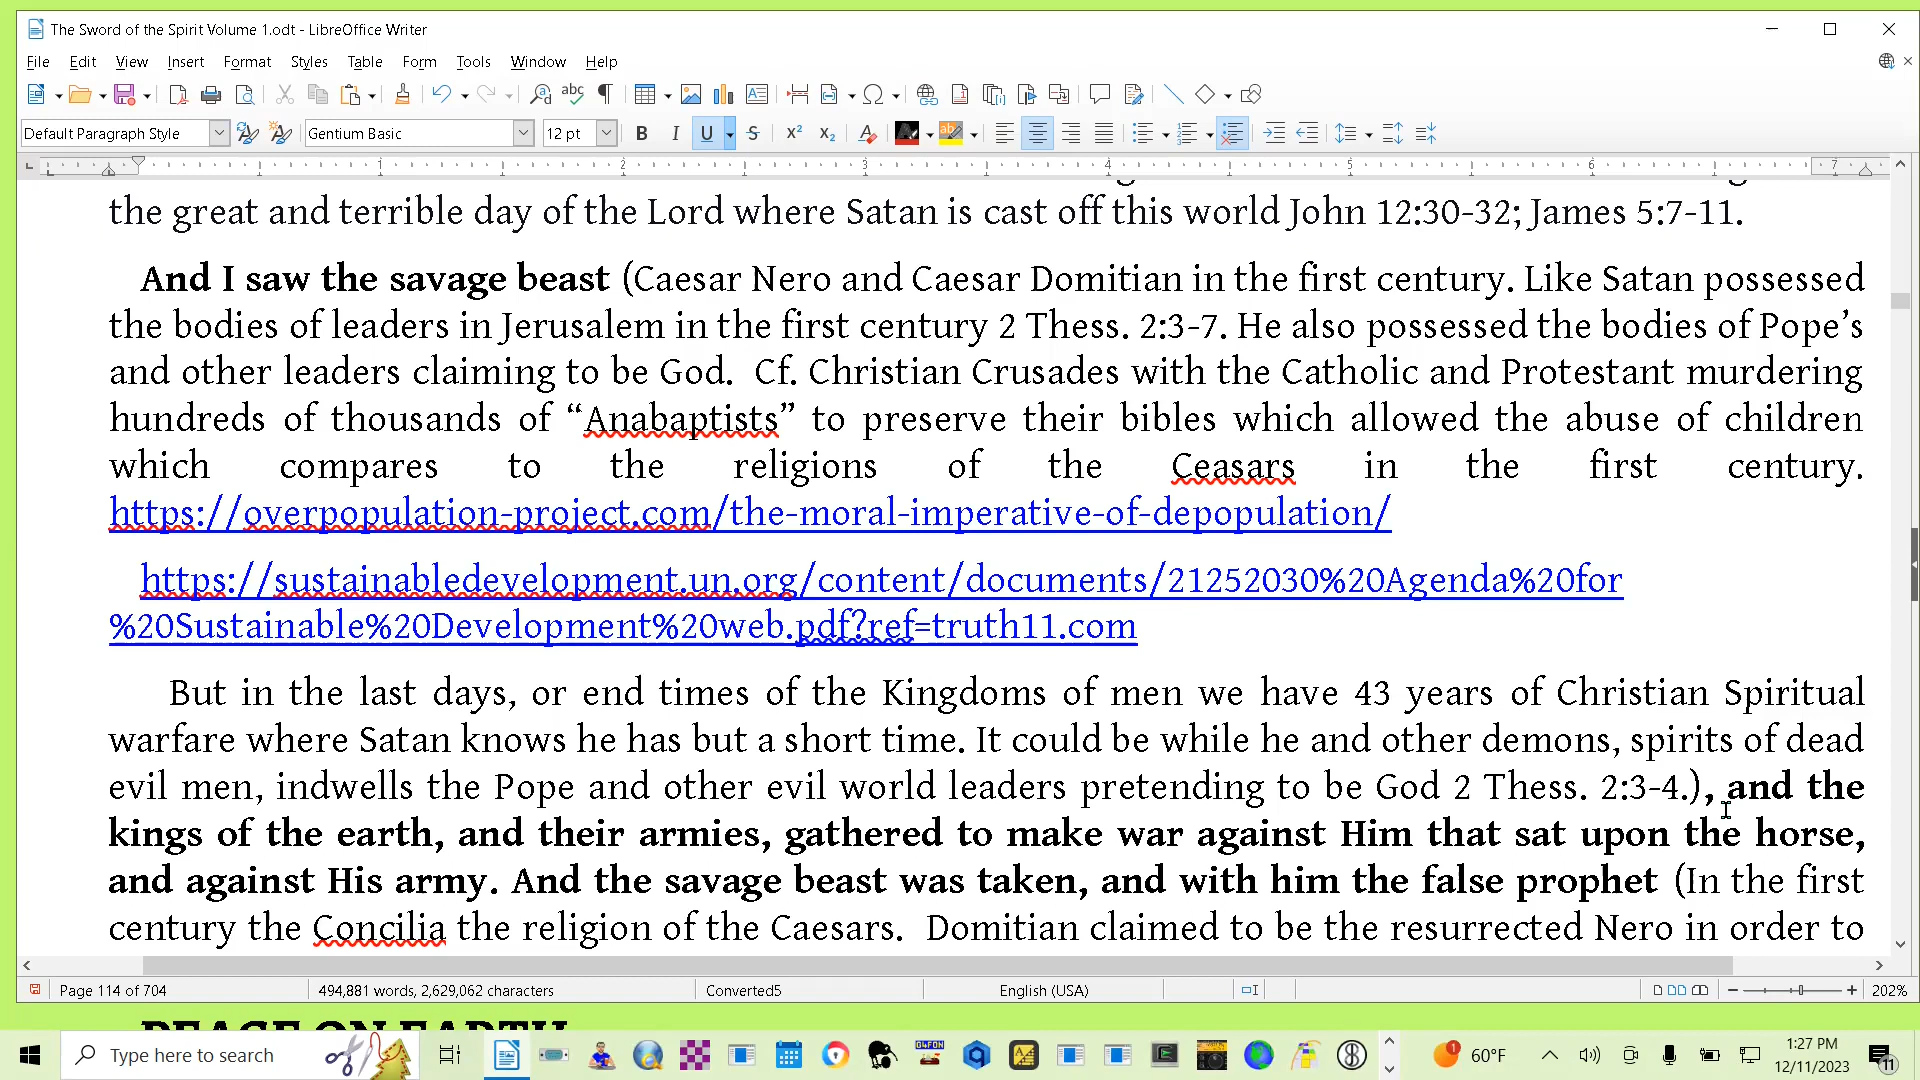 The Sword of the Spirit Volume 1.odt - LibreOffice Writer
File Edit View Insert Format Styles Table Form Tools Window Help
Default Paragraph Style Gentium Basic 12 pt
1 2 3 4 5 6 7
the great and terrible day of the Lord where Satan is cast off this world John 12:30-32; James 5:7-11.
And I saw the savage beast (Caesar Nero and Caesar Domitian in the first century. Like Satan possessed
the bodies of leaders in Jerusalem in the first century 2 Thess. 2:3-7. He also possessed the bodies of Pope’s
and other leaders claiming to be God. Cf. Christian Crusades with the Catholic and Protestant murdering
hundreds of thousands of “Anabaptists” to preserve their bibles which allowed the abuse of children
which compares to the religions of the Ceasars in the first century.
https://overpopulation-project.com/the-moral-imperative-of-depopulation/
https://sustainabledevelopment.un.org/content/documents/21252030%20Agenda%20for
%20Sustainable%20Development%20web.pdf?ref=truth11.com
But in the last days, or end times of the Kingdoms of men we have 43 years of Christian Spiritual
warfare where Satan knows he has but a short time. It could be while he and other demons, spirits of dead
evil men, indwells the Pope and other evil world leaders pretending to be God 2 Thess. 2:3-4.), and the
kings of the earth, and their armies, gathered to make war against Him that sat upon the horse,
and against His army. And the savage beast was taken, and with him the false prophet (In the first
century the Concilia the religion of the Caesars. Domitian claimed to be the resurrected Nero in order to
Page 114 of 704 494,881 words, 2,629,062 characters Converted5 English (USA) 202%
PEACE ON EARTH
Type here to search 60°F 1:27 PM
12/11/2023 11